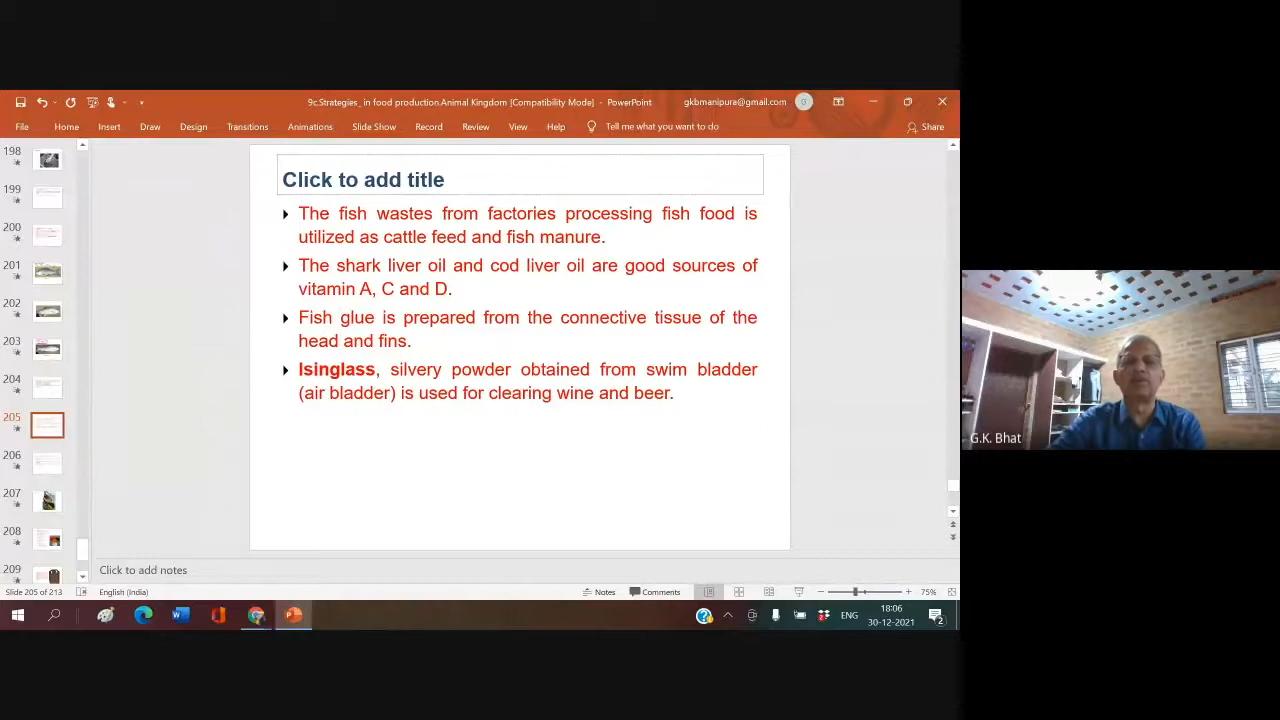 9c.Strategies_ in food production.Animal Kingdom [Compatibility Mode] - PowerPoint
gkbmanipura@gmail.com
File Home Insert Draw Design Transitions Animations Slide Show Record Review View Help Tell me what you want to do Share
198
199
200
201
202
203
204
205
206
207
208
209
Click to add title
The fish wastes from factories processing fish food is
utilized as cattle feed and fish manure.
The shark liver oil and cod liver oil are good sources of
vitamin A, C and D.
Fish glue is prepared from the connective tissue of the
head and fins.
Isinglass, silvery powder obtained from swim bladder
(air bladder) is used for clearing wine and beer.
Click to add notes
Slide 205 of 213 English (India) Notes Comments 75%
ENG
18:06
30-12-2021
2
G.K. Bhat